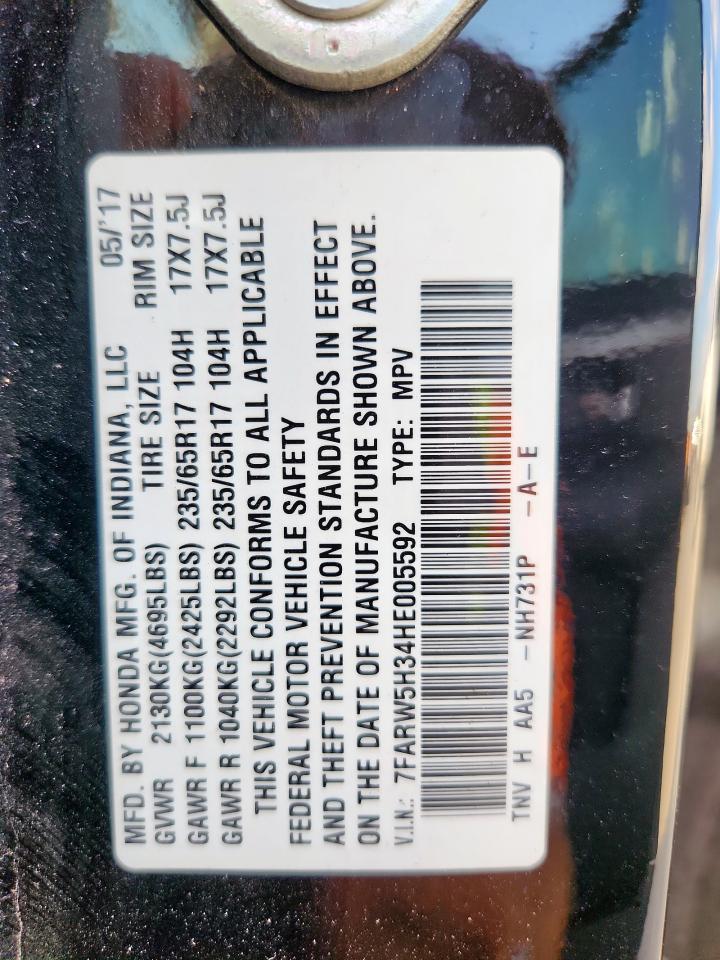 MFD. BY HONDA MFG. OF INDIANA, LLC 05/'17
GVWR 2130KG(4695LBS) TIRE SIZE RIM SIZE
GAWR F 1100KG(2425LBS) 235/65R17 104H 17X7.5J
GAWR R 1040KG(2292LBS) 235/65R17 104H 17X7.5J
THIS VEHICLE CONFORMS TO ALL APPLICABLE
FEDERAL MOTOR VEHICLE SAFETY
AND THEFT PREVENTION STANDARDS IN EFFECT
ON THE DATE OF MANUFACTURE SHOWN ABOVE.
V.I.N.: 7FARW5H34HE005592 TYPE: MPV
TNV H AA5 -NH731P -A-E